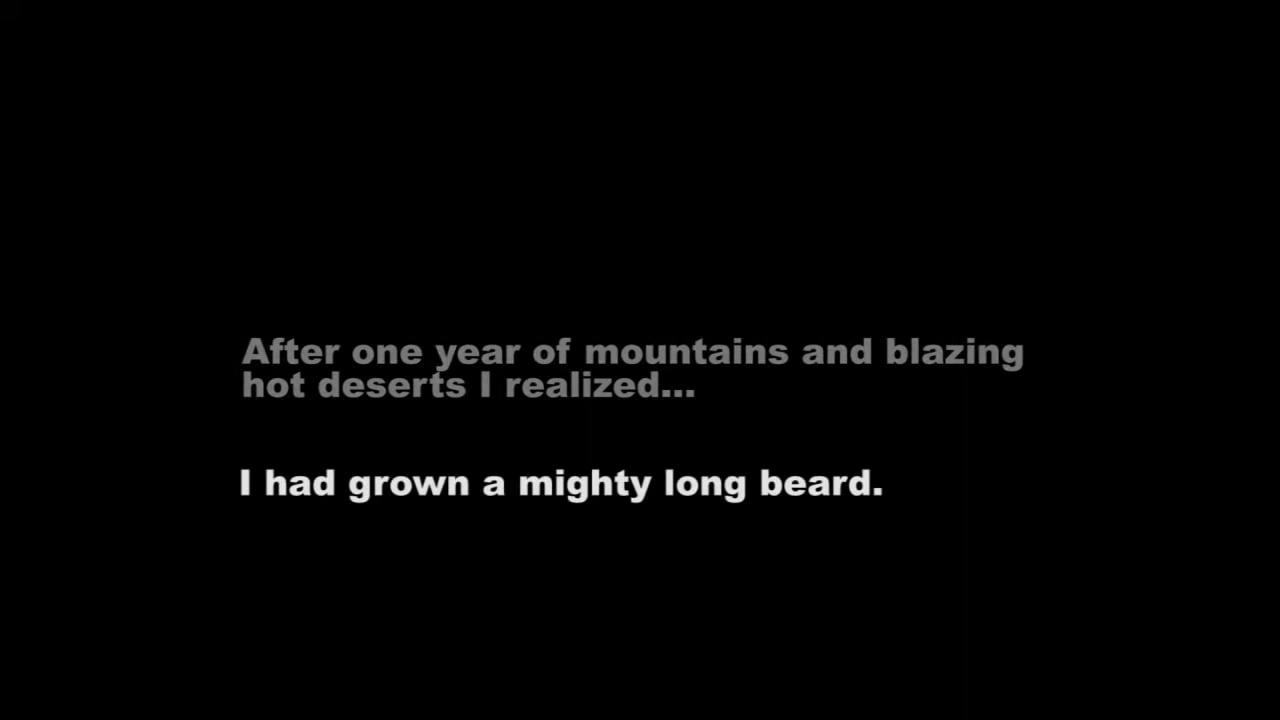 After one year of mountains and blazing
hot deserts I realized...
I had grown a mighty long beard.